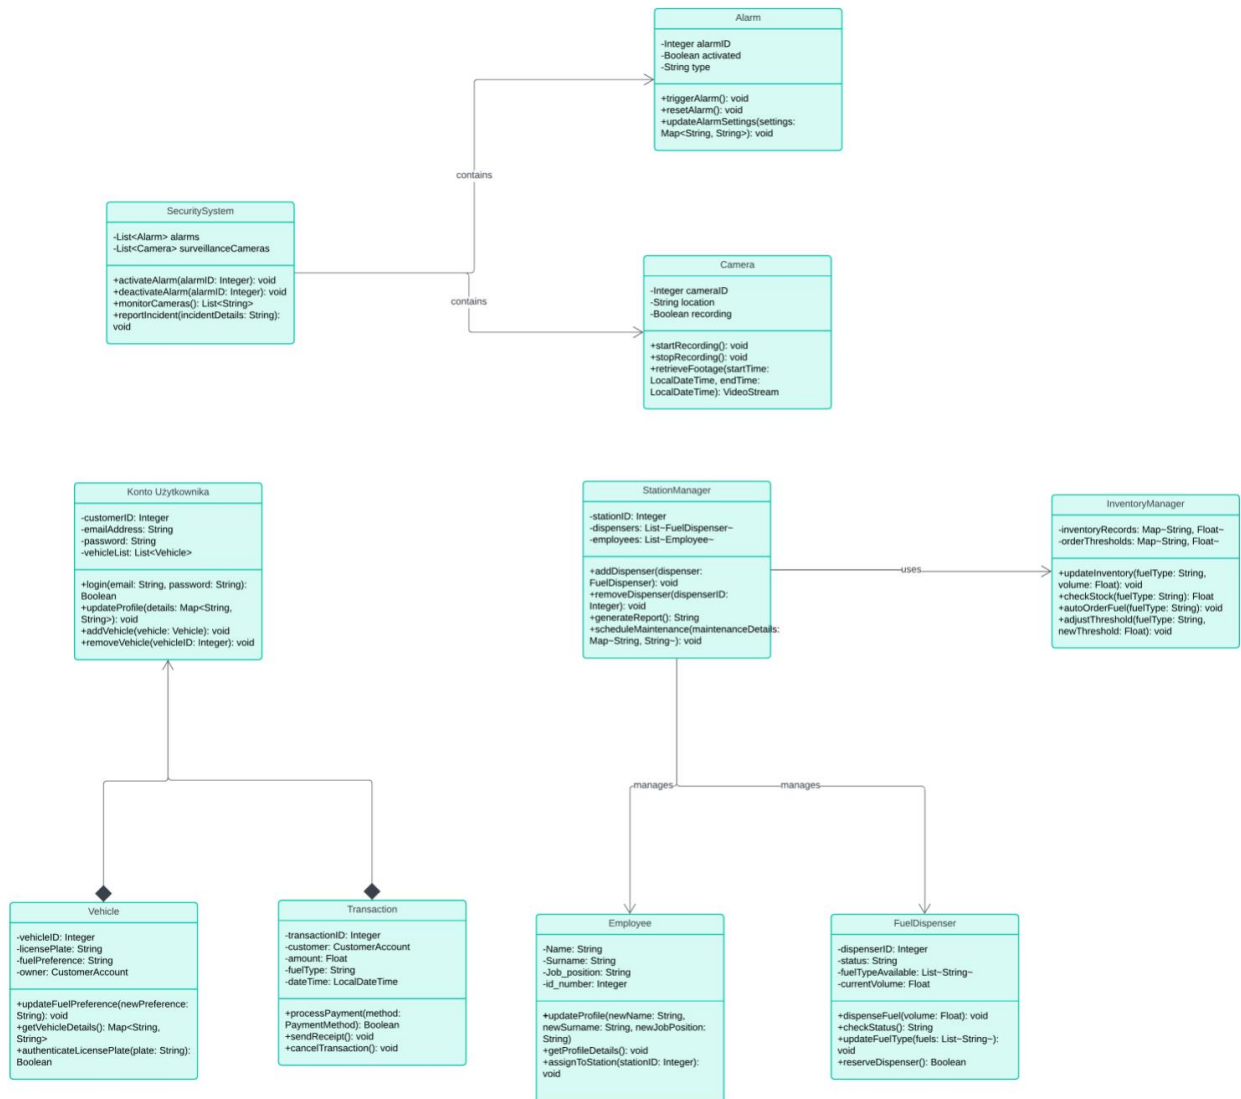 Alarm
-Integer alarmID
-Boolean activated
-String type
+triggerAlarm(): void
+resetAlarm(): void
+updateAlarmSettings(settings:
Map<String, String>): void
contains
SecuritySystem
-List<Alarm> alarms
-List<Camera> surveillanceCameras
+activateAlarm(alarmID: Integer): void
+deactivateAlarm(alarmID: Integer): void
+monitorCameras(): List<String>
+reportIncident(incidentDetails: String):
void
contains
Camera
-Integer cameraID
-String location
-Boolean recording
+startRecording(): void
+stopRecording(): void
+retrieveFootage(startTime:
LocalDateTime, endTime:
LocalDateTime): VideoStream
Konto Użytkownika
-customerID: Integer
-emailAddress: String
-password: String
-vehicleList: List<Vehicle>
+login(email: String, password: String):
Boolean
+updateProfile(details: Map<String,
String>): void
+addVehicle(vehicle: Vehicle): void
+removeVehicle(vehicleID: Integer): void
StationManager
-stationID: Integer
-dispensers: List~FuelDispenser~
-employees: List~Employee~
+addDispenser(dispenser:
FuelDispenser): void
+removeDispenser(dispenserID:
Integer): void
+generateReport(): String
+scheduleMaintenance(maintenanceDetails:
Map~String, String~): void
uses
InventoryManager
-inventoryRecords: Map~String, Float~
-orderThresholds: Map~String, Float~
+updateInventory(fuelType: String,
volume: Float): void
+checkStock(fuelType: String): Float
+autoOrderFuel(fuelType: String): void
+adjustThreshold(fuelType: String,
newThreshold: Float): void
manages
manages
Vehicle
-vehicleID: Integer
-licensePlate: String
-fuelPreference: String
-owner: CustomerAccount
+updateFuelPreference(newPreference:
String): void
+getVehicleDetails(): Map<String,
String>
+authenticateLicensePlate(plate: String):
Boolean
Transaction
-transactionID: Integer
-customer: CustomerAccount
-amount: Float
-fuelType: String
-dateTime: LocalDateTime
+processPayment(method:
PaymentMethod): Boolean
+sendReceipt(): void
+cancelTransaction(): void
Employee
-Name: String
-Surname: String
-Job_position: String
-id_number: Integer
+updateProfile(newName: String,
newSurname: String, newJobPosition:
String)
+getProfileDetails(): void
+assignToStation(stationID: Integer):
void
FuelDispenser
-dispenserID: Integer
-status: String
-fuelTypeAvailable: List~String~
-currentVolume: Float
+dispenseFuel(volume: Float): void
+checkStatus(): String
+updateFuelType(fuels: List~String~):
void
+reserveDispenser(): Boolean